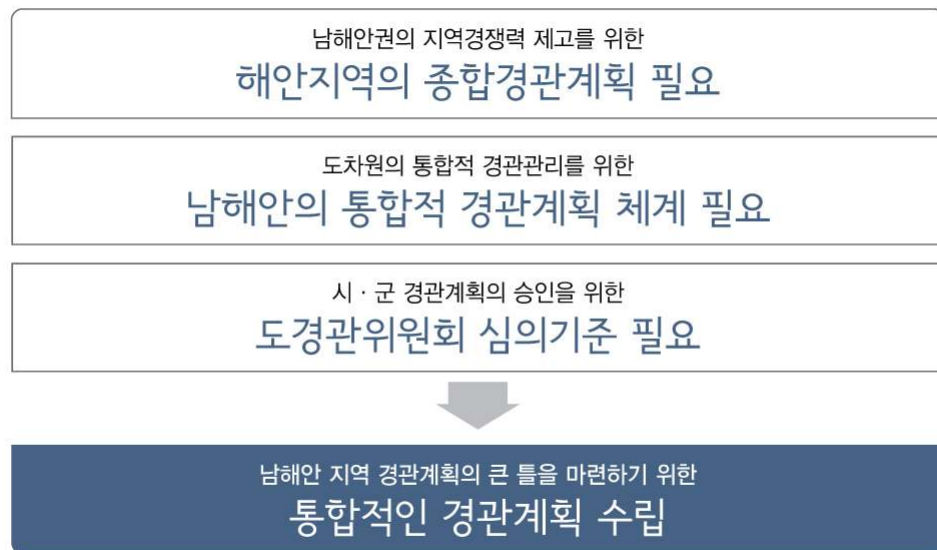 남해안권의 지역경쟁력 제고를 위한
해안지역의 종합경관계획 필요
도차원의 통합적 경관관리를 위한
남해안의 통합적 경관계획 체계 필요
시 · 군 경관계획의 승인을 위한
도경관위원회 심의기준 필요
남해안 지역 경관계획의 큰 틀을 마련하기 위한
통합적인 경관계획 수립